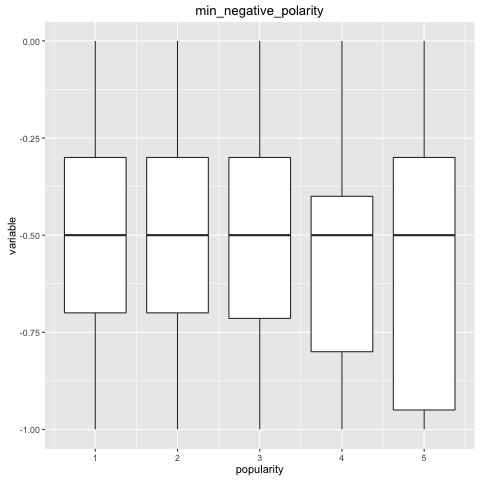 min_negative_polarity
variable
0.00
-0.25
-0.50
-0.75
-1.00
1 2 3 4 5
popularity